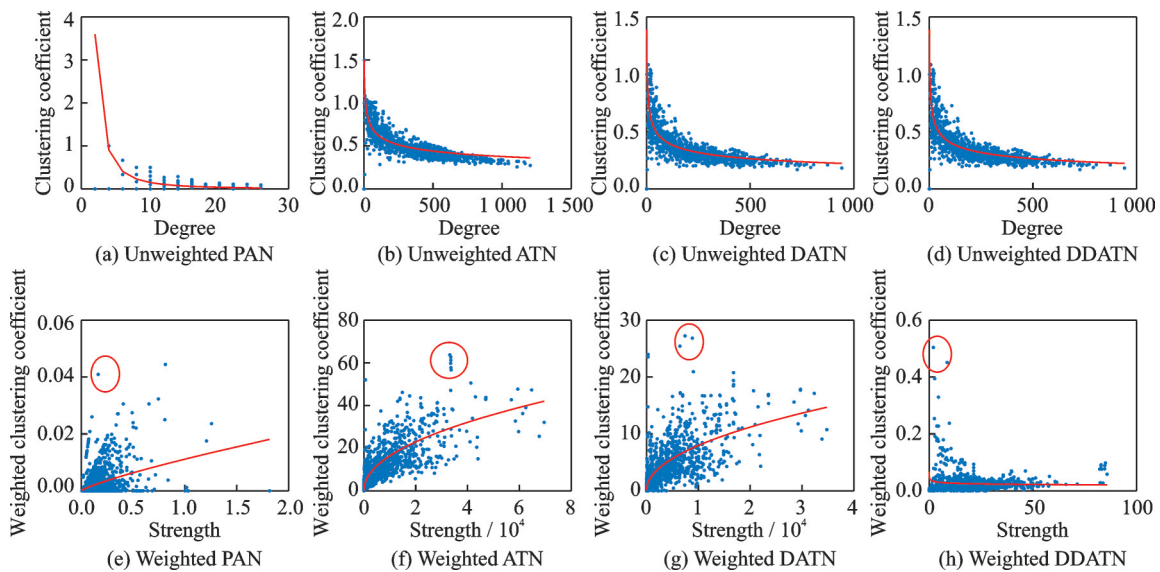 4
3
2
1
0
0
10
20
30
Clustering coefficient
Degree
(a) Unweighted PAN
2.0
1.5
1.0
0.5
0.0
0
500
1 000
1 500
Clustering coefficient
Degree
(b) Unweighted ATN
1.5
1.0
0.5
0.0
0
500
1 000
Clustering coefficient
Degree
(c) Unweighted DATN
1.5
1.0
0.5
0.0
0
500
1 000
Clustering coefficient
Degree
(d) Unweighted DDATN
0.06
0.04
0.02
0.00
0.0
0.5
1.0
1.5
2.0
Weighted clustering coefficient
Strength
(e) Weighted PAN
80
60
40
20
0
0
2
4
6
8
Weighted clustering coefficient
Strength / 10⁴
(f) Weighted ATN
30
20
10
0
0
1
2
3
4
Weighted clustering coefficient
Strength / 10⁴
(g) Weighted DATN
0.6
0.4
0.2
0.0
0
50
100
Weighted clustering coefficient
Strength
(h) Weighted DDATN